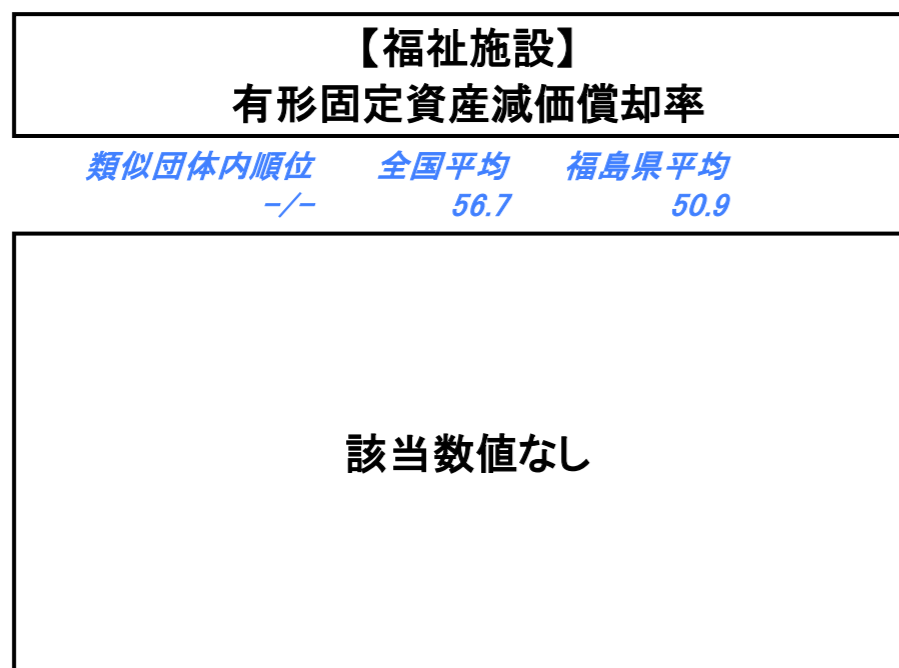 【福祉施設】
有形固定資産減価償却率
類似団体内順位 全国平均 福島県平均
-/- 56.7 50.9
該当数値なし